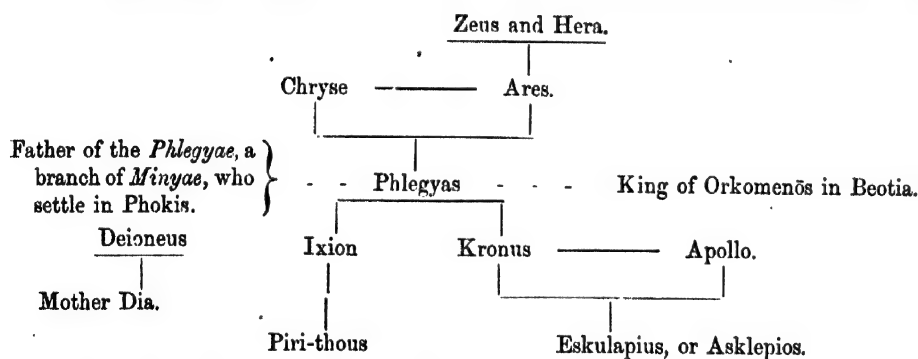 Zeus and Hera.
Chryse — — Ares.
Father of the Phlegyae, a
branch of Minyae, who
settle in Phokis.
- - Phlegyas - - - King of Orkomenōs in Beotia.
Deioneus
Ixion Kronus — Apollo.
Mother Dia.
Piri-thous Eskulapius, or Asklepios.